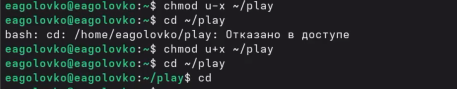 eagolovko@eagolovko:~$ chmod u-x ~/play
eagolovko@eagolovko:~$ cd ~/play
bash: cd: /home/eagolovko/play: Отказано в доступе
eagolovko@eagolovko:~$ chmod u+x ~/play
eagolovko@eagolovko:~$ cd ~/play
eagolovko@eagolovko:~/play$ cd